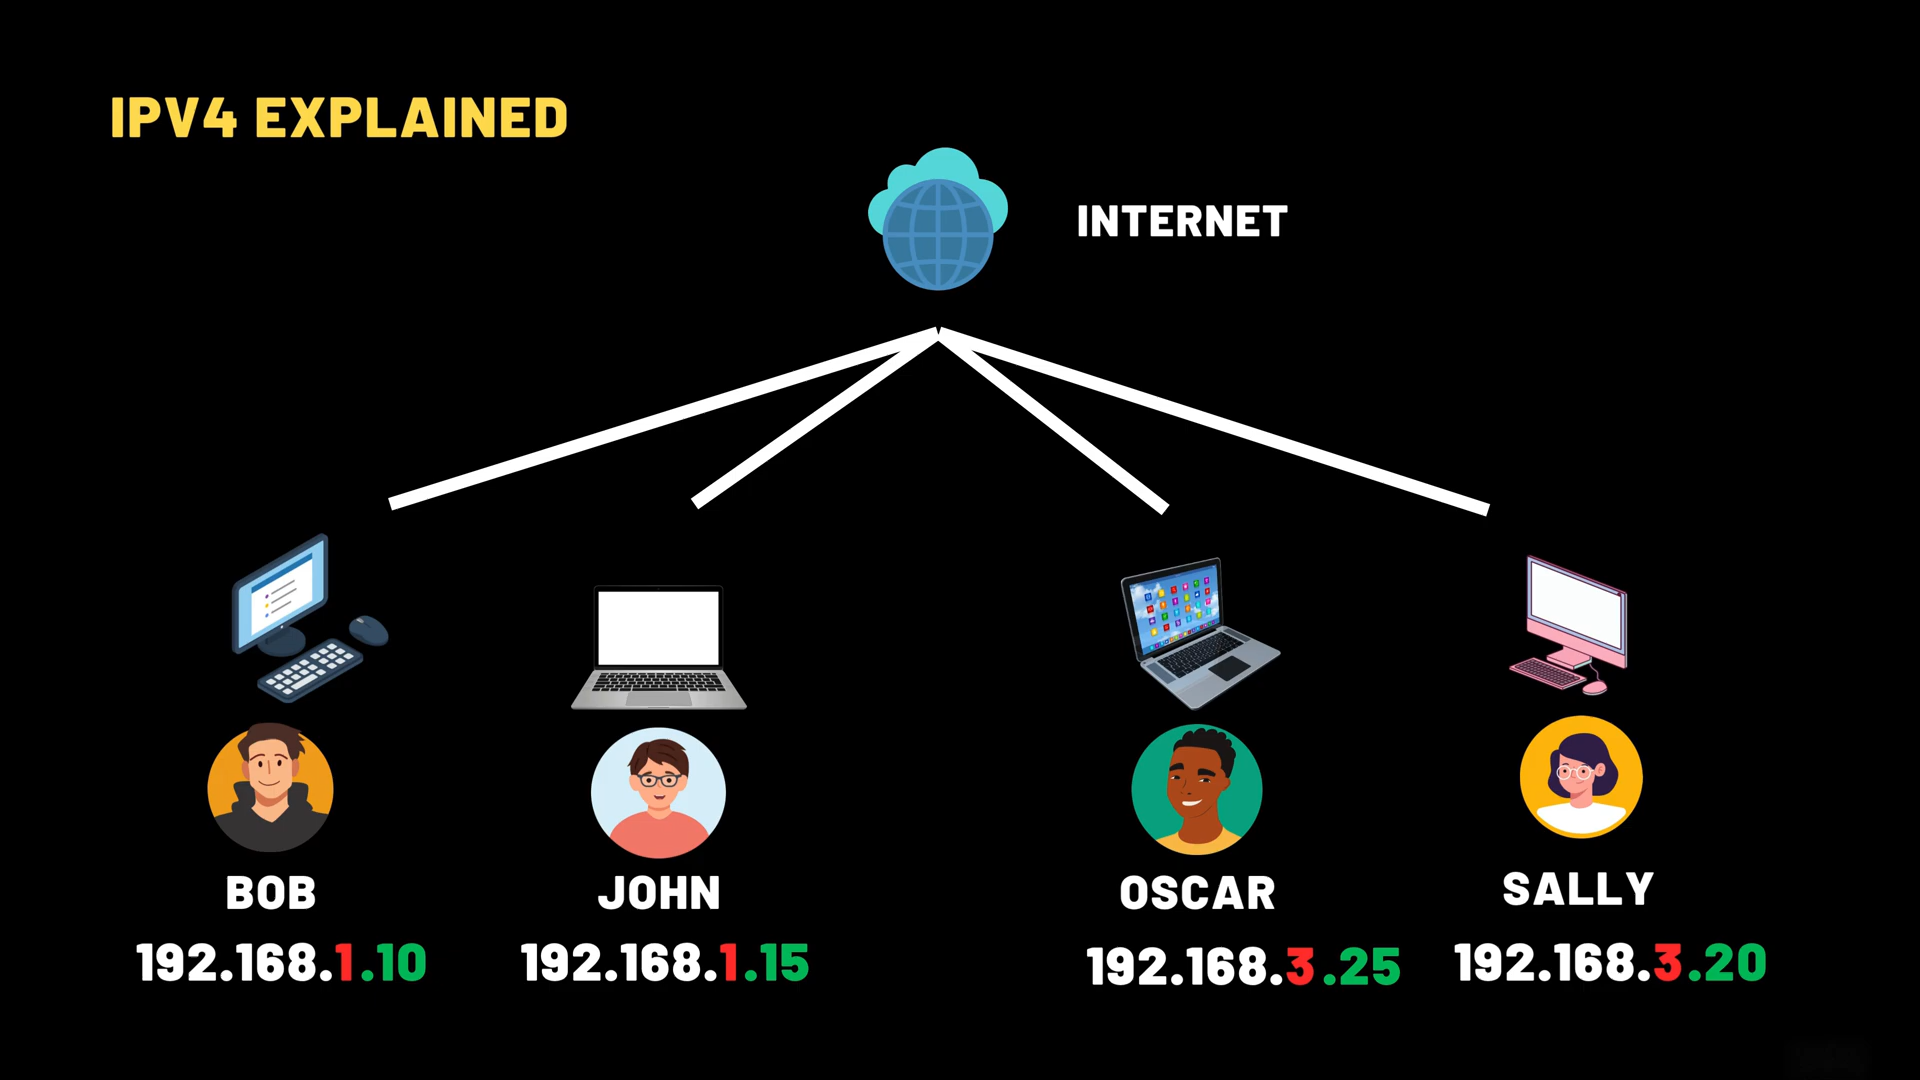 IPV4 EXPLAINED
INTERNET
BOB
JOHN
OSCAR
SALLY
192.168.1.10
192.168.1.15
192.168.3.25
192.168.3.20